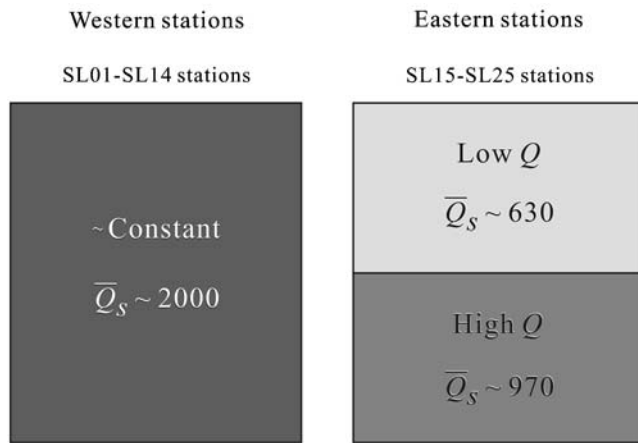 Western stations
SL01-SL14 stations
~Constant
Q̅s ~ 2000
Eastern stations
SL15-SL25 stations
Low Q
Q̅s ~ 630
High Q
Q̅s ~ 970